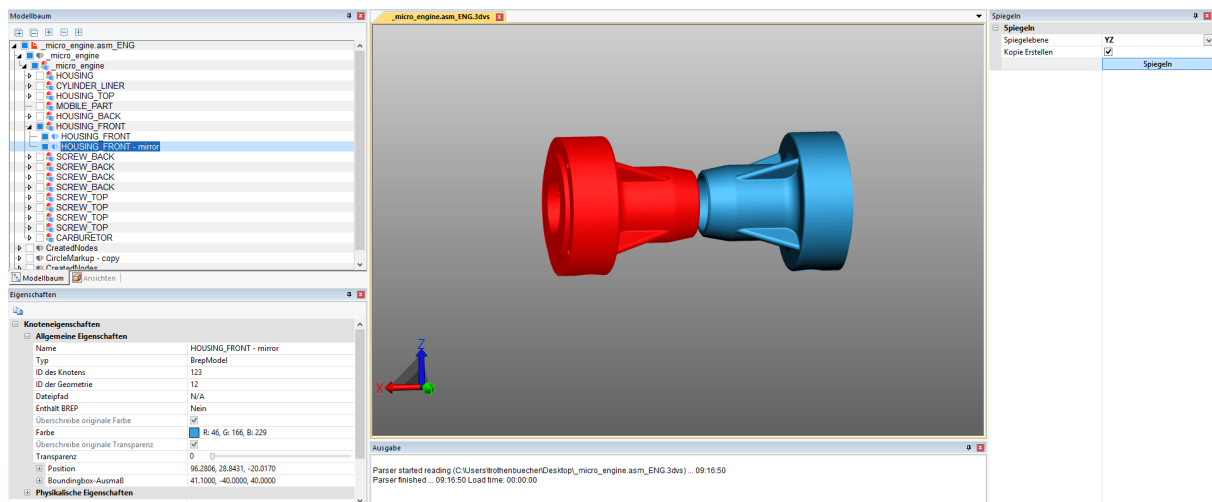 Modellbaum
_micro_engine.asm_ENG
_micro_engine
_micro_engine
HOUSING
CYLINDER_LINER
HOUSING_TOP
MOBILE_PART
HOUSING_BACK
HOUSING_FRONT
HOUSING_FRONT
HOUSING_FRONT - mirror
SCREW_BACK
SCREW_BACK
SCREW_BACK
SCREW_BACK
SCREW_TOP
SCREW_TOP
SCREW_TOP
SCREW_TOP
CARBURETOR
CreatedNodes
CircleMarkup - copy
CreatedNodes
Modellbaum Ansichten
Eigenschaften
Knoteneigenschaften
Allgemeine Eigenschaften
Name HOUSING_FRONT - mirror
Typ BrepModel
ID des Knotens 123
ID der Geometrie 12
Dateipfad N/A
Enthält BREP Nein
Überschreibe originale Farbe
Farbe R: 46, G: 166, B: 229
Überschreibe originale Transparenz
Transparenz 0
Position 96.2806, 28.8431, -20.0170
Boundingbox-Ausmaß 41.1000, -40.0000, 40.0000
Physikalische Eigenschaften
_micro_engine.asm_ENG.3dvs
Z
X
Ausgabe
Parser started reading (C:\Users\trothenbuecher\Desktop\_micro_engine.asm_ENG.3dvs) ... 09:16:50
Parser finished ... 09:16:50 Load time: 00:00:00
Spiegeln
Spiegeln
Spiegelebene YZ
Kopie Erstellen
Spiegeln